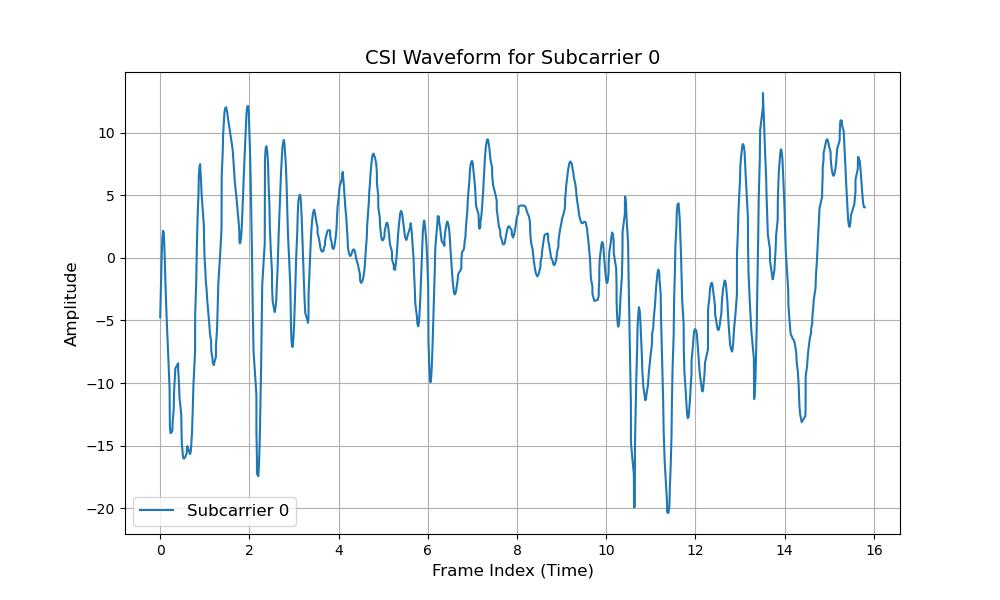 CSI Waveform for Subcarrier 0
Amplitude
10
5
0
−5
−10
−15
−20
Subcarrier 0
0 2 4 6 8 10 12 14 16
Frame Index (Time)